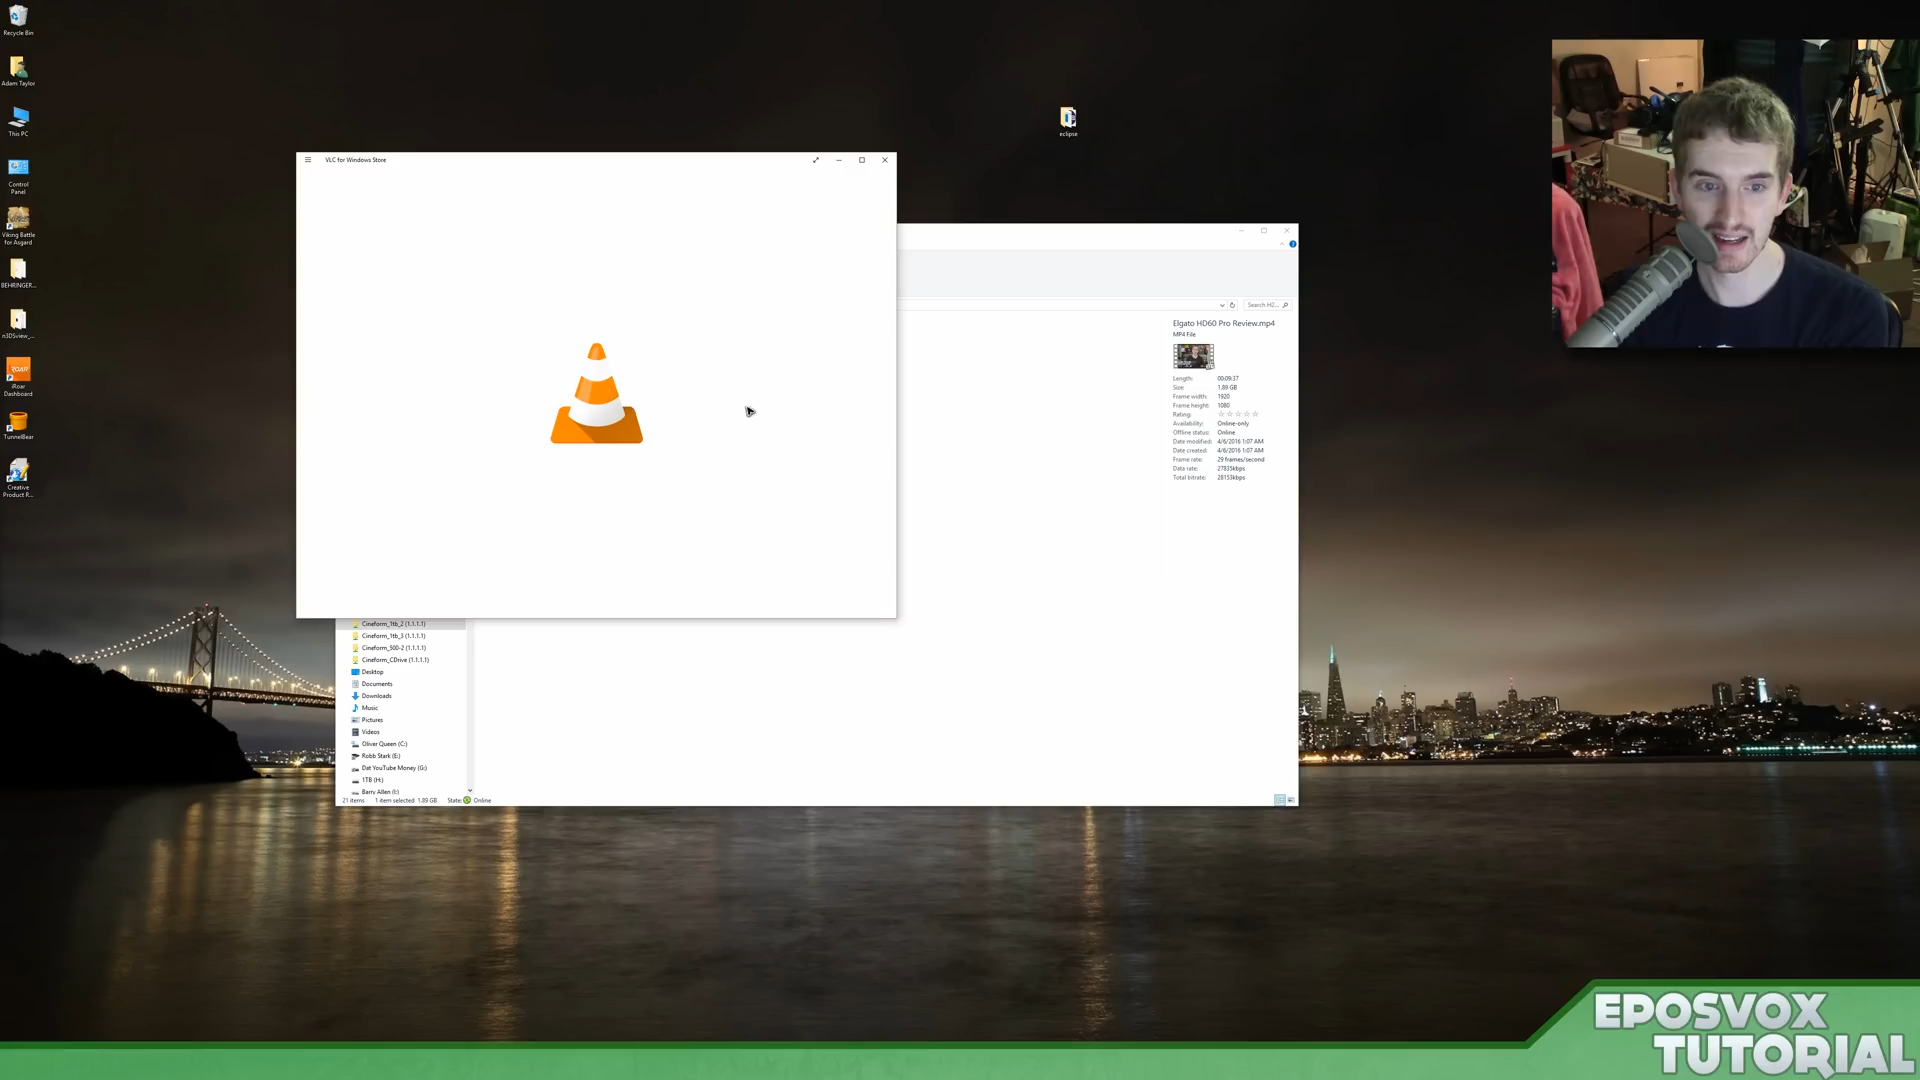 Recycle Bin
Adam Taylor
This PC
Control
Panel
Viking Battle
for Asgard
BEHRINGER...
n3DSview_...
iRoar
Dashboard
TunnelBear
Creative
Product R...
eclipse
VLC for Windows Store
Search H2...
Elgato HD60 Pro Review.mp4
MP4 File
Length: 00:09:37
Size: 1.89 GB
Frame width: 1920
Frame height: 1080
Rating:
Availability: Online-only
Offline status: Online
Date modified: 4/6/2016 1:07 AM
Date created: 4/6/2016 1:07 AM
Frame rate: 29 frames/second
Data rate: 27835kbps
Total bitrate: 28153kbps
Cineform_1tb_2 (1.1.1.1)
Cineform_1tb_3 (1.1.1.1)
Cineform_500-2 (1.1.1.1)
Cineform_CDrive (1.1.1.1)
Desktop
Documents
Downloads
Music
Pictures
Videos
Oliver Queen (C:)
Robb Stark (E:)
Dat YouTube Money (G:)
1TB (H:)
Barry Allen (I:)
21 items 1 item selected 1.89 GB State: Online
EPOSVOX
TUTORIAL